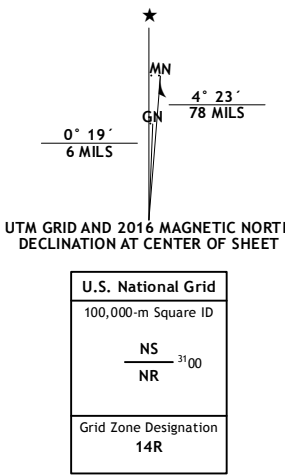 ★
MN
GN
4° 23´
78 MILS
0° 19´
6 MILS
UTM GRID AND 2016 MAGNETIC NORTH
DECLINATION AT CENTER OF SHEET
U.S. National Grid
100,000-m Square ID
NS
3100
NR
Grid Zone Designation
14R